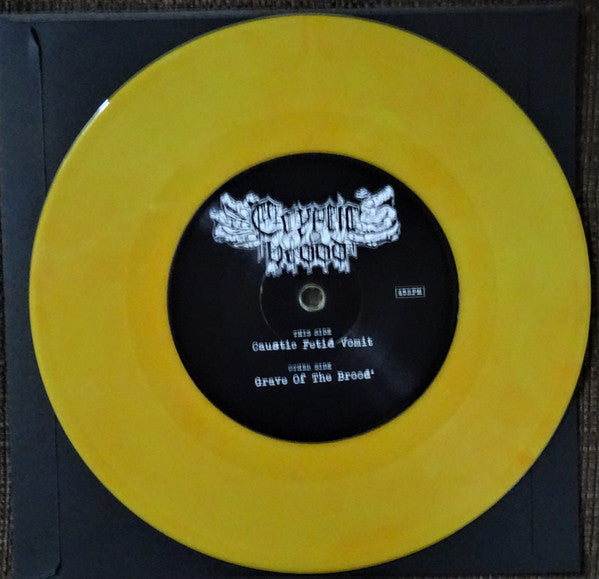 Cryptic
brood
45RPM
THIS SIDE
Caustic Fetid Vomit
OTHER SIDE
Grave Of The Brood'